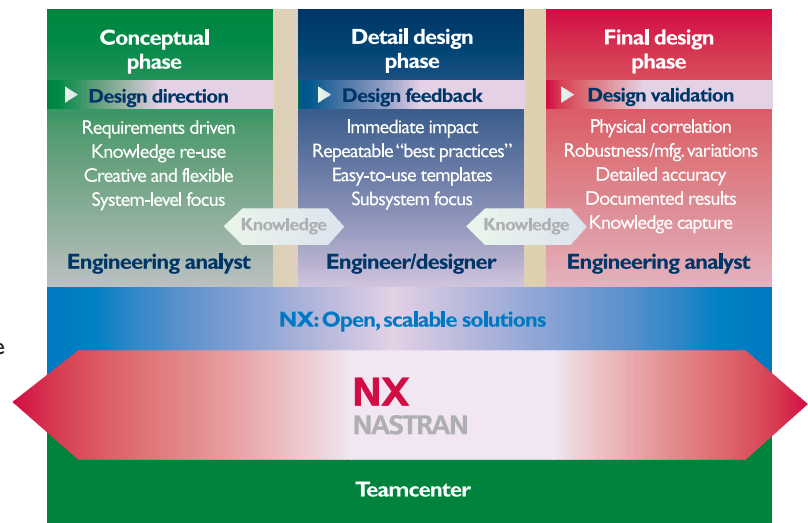 Conceptual
phase
Design direction
Requirements driven
Knowledge re-use
Creative and flexible
System-level focus
Engineering analyst
Knowledge
Detail design
phase
Design feedback
Immediate impact
Repeatable “best practices”
Easy-to-use templates
Subsystem focus
Engineer/designer
Knowledge
Final design
phase
Design validation
Physical correlation
Robustness/mfg. variations
Detailed accuracy
Documented results
Knowledge capture
Engineering analyst
NX: Open, scalable solutions
e
NX
NASTRAN
Teamcenter